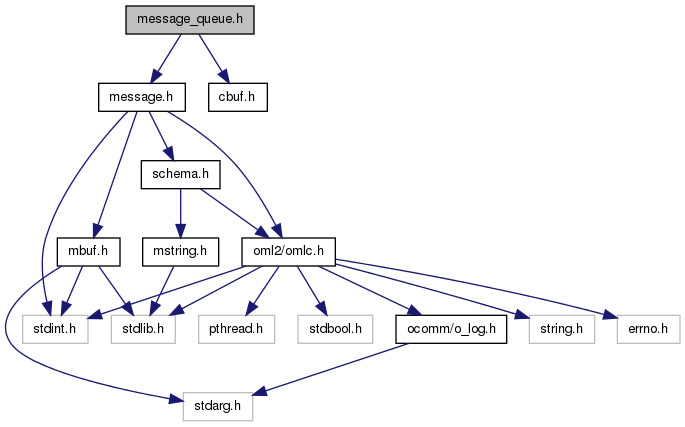 message_queue.h
message.h
cbuf.h
schema.h
mbuf.h
mstring.h
oml2/omlc.h
stdint.h
stdlib.h
pthread.h
stdbool.h
ocomm/o_log.h
string.h
errno.h
stdarg.h